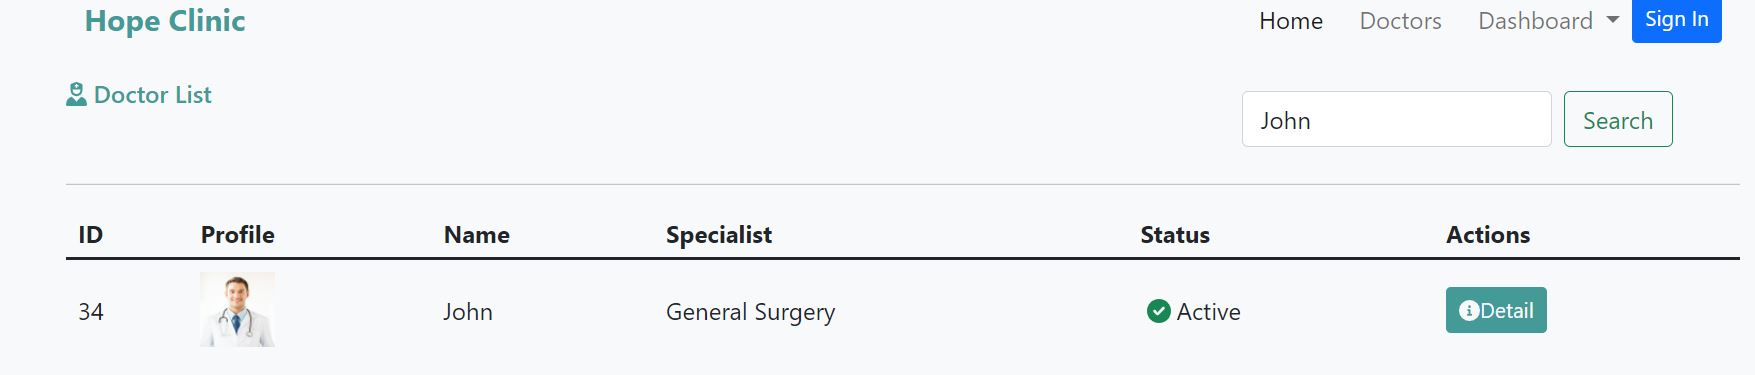 Hope Clinic Home Doctors Dashboard Sign In
Doctor List
John Search
ID Profile Name Specialist Status Actions
34 John General Surgery Active Detail